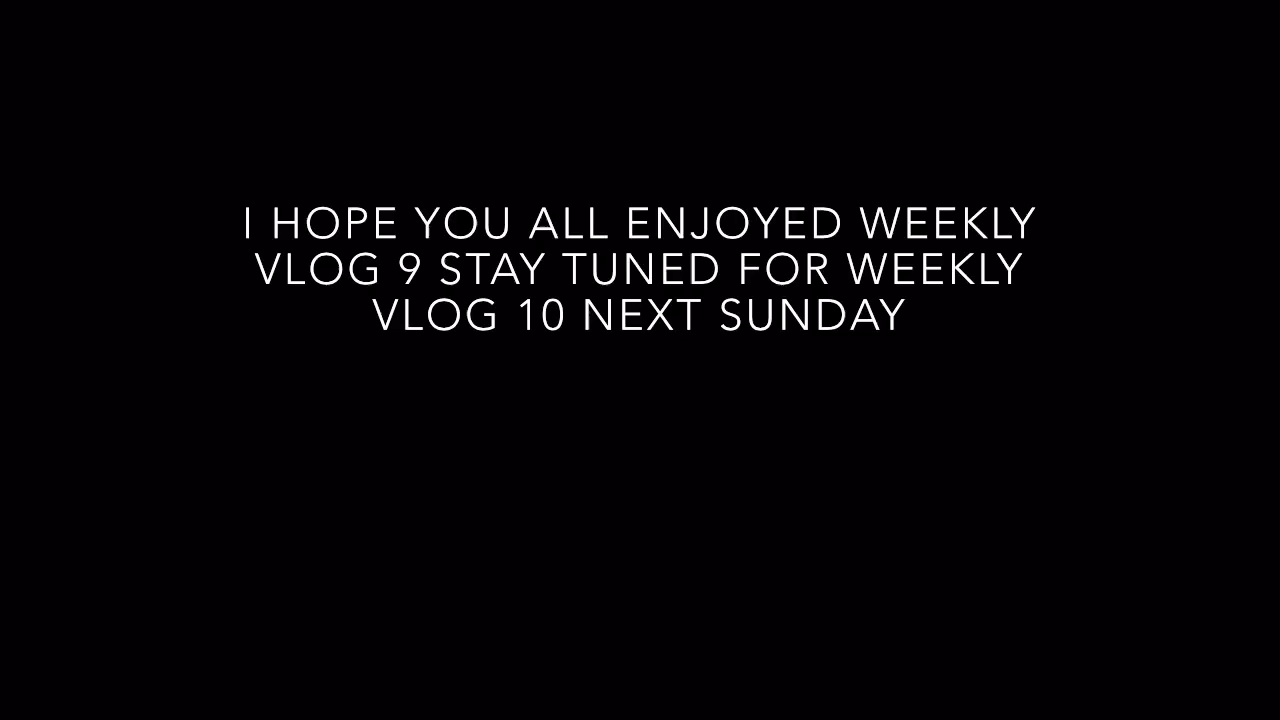 I HOPE YOU ALL ENJOYED WEEKLY
VLOG 9 STAY TUNED FOR WEEKLY
VLOG 10 NEXT SUNDAY